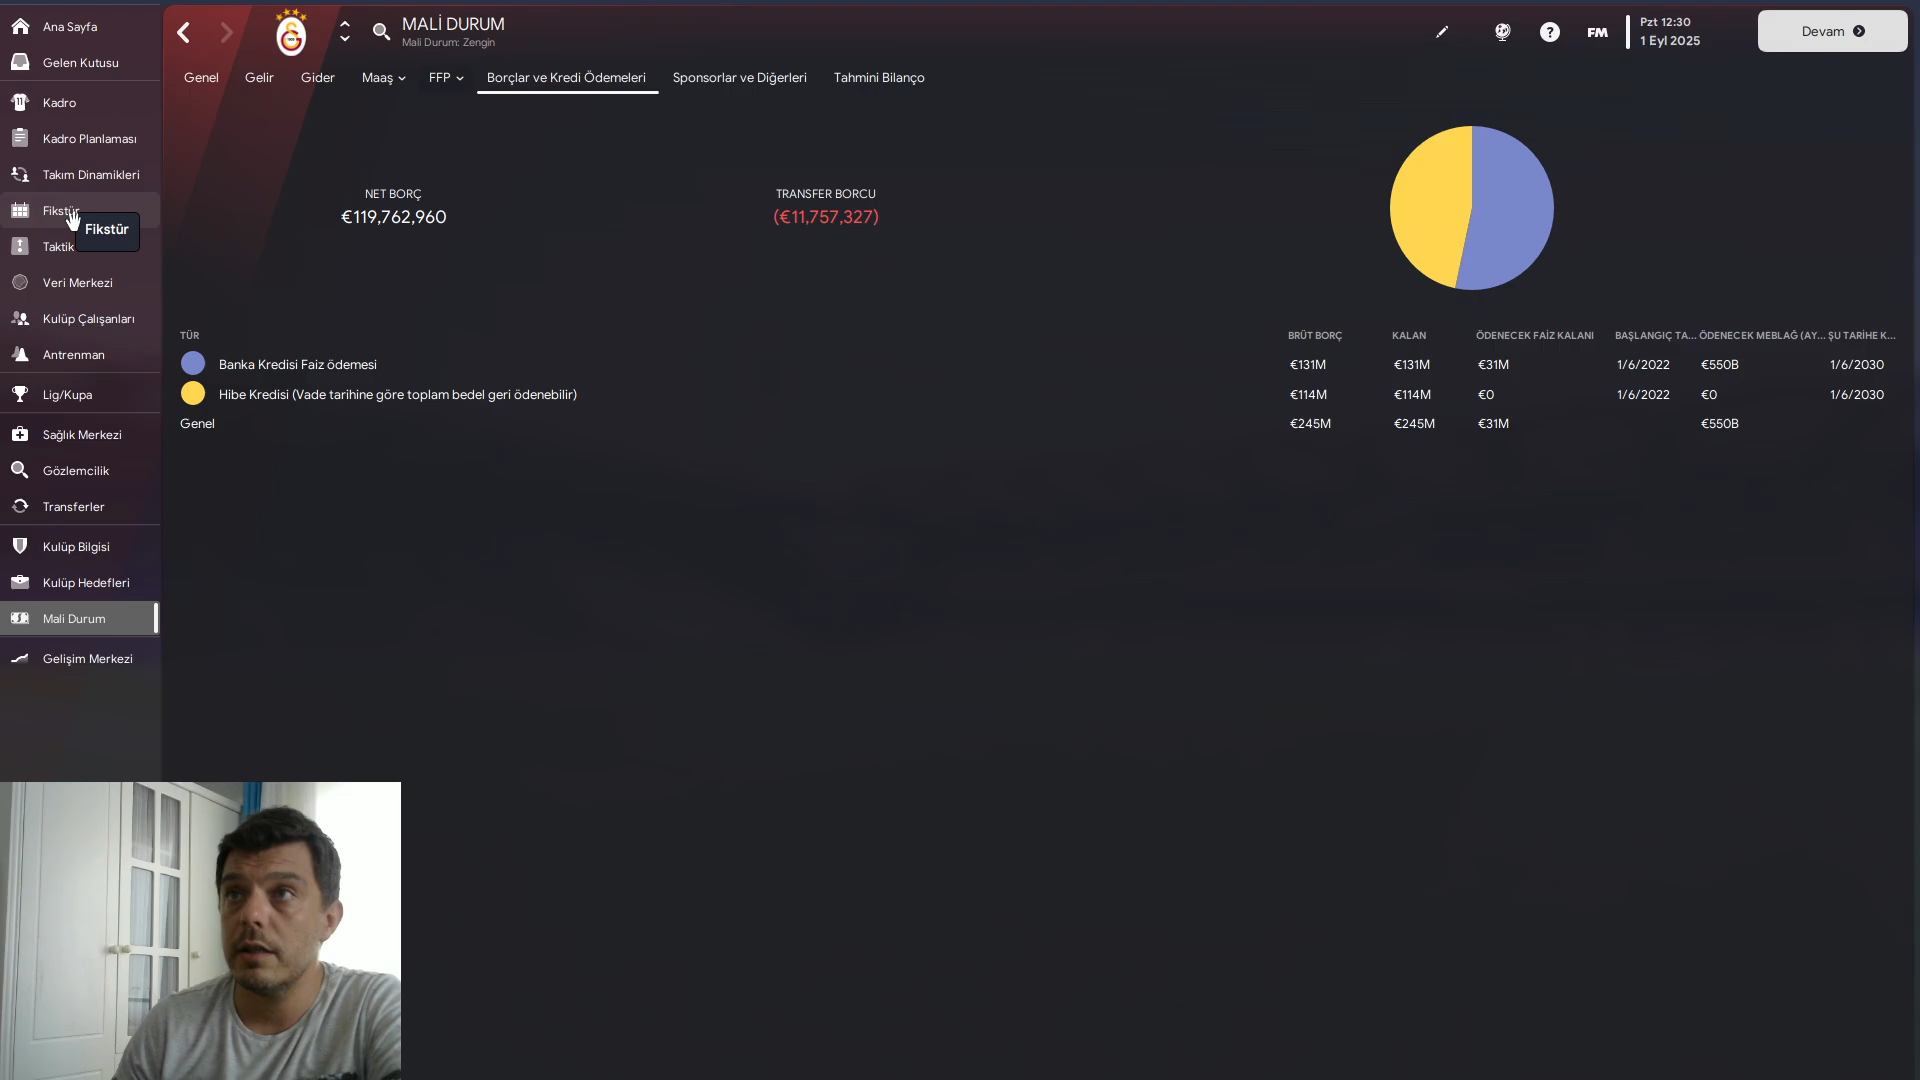 Ana Sayfa
Gelen Kutusu
Kadro
Kadro Planlaması
Takım Dinamikleri
Fikstür
Fikstür
Taktik
Veri Merkezi
Kulüp Çalışanları
Antrenman
Lig/Kupa
Sağlık Merkezi
Gözlemcilik
Transferler
Kulüp Bilgisi
Kulüp Hedefleri
Mali Durum
Gelişim Merkezi
MALİ DURUM
Mali Durum: Zengin
FM
Pzt 12:30
1 Eyl 2025
Devam
Genel Gelir Gider Maaş FFP Borçlar ve Kredi Ödemeleri Sponsorlar ve Diğerleri Tahmini Bilanço
NET BORÇ
€119,762,960
TRANSFER BORCU
(€11,757,327)
TÜR BRÜT BORÇ KALAN ÖDENECEK FAİZ KALANI BAŞLANGIÇ TA... ÖDENECEK MEBLAĞ (AY... ŞU TARİHE K...
Banka Kredisi Faiz ödemesi €131M €131M €31M 1/6/2022 €550B 1/6/2030
Hibe Kredisi (Vade tarihine göre toplam bedel geri ödenebilir) €114M €114M €0 1/6/2022 €0 1/6/2030
Genel €245M €245M €31M €550B